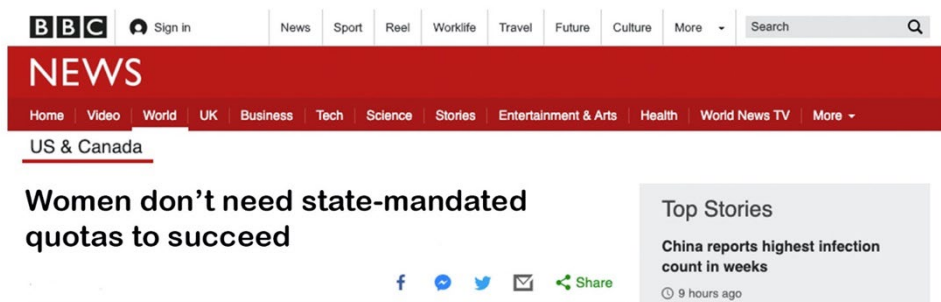 BBC Sign in News Sport Reel Worklife Travel Future Culture More Search
NEWS
Home Video World UK Business Tech Science Stories Entertainment & Arts Health World News TV More
US & Canada
Women don't need state-mandated
quotas to succeed
Share
Top Stories
China reports highest infection
count in weeks
9 hours ago